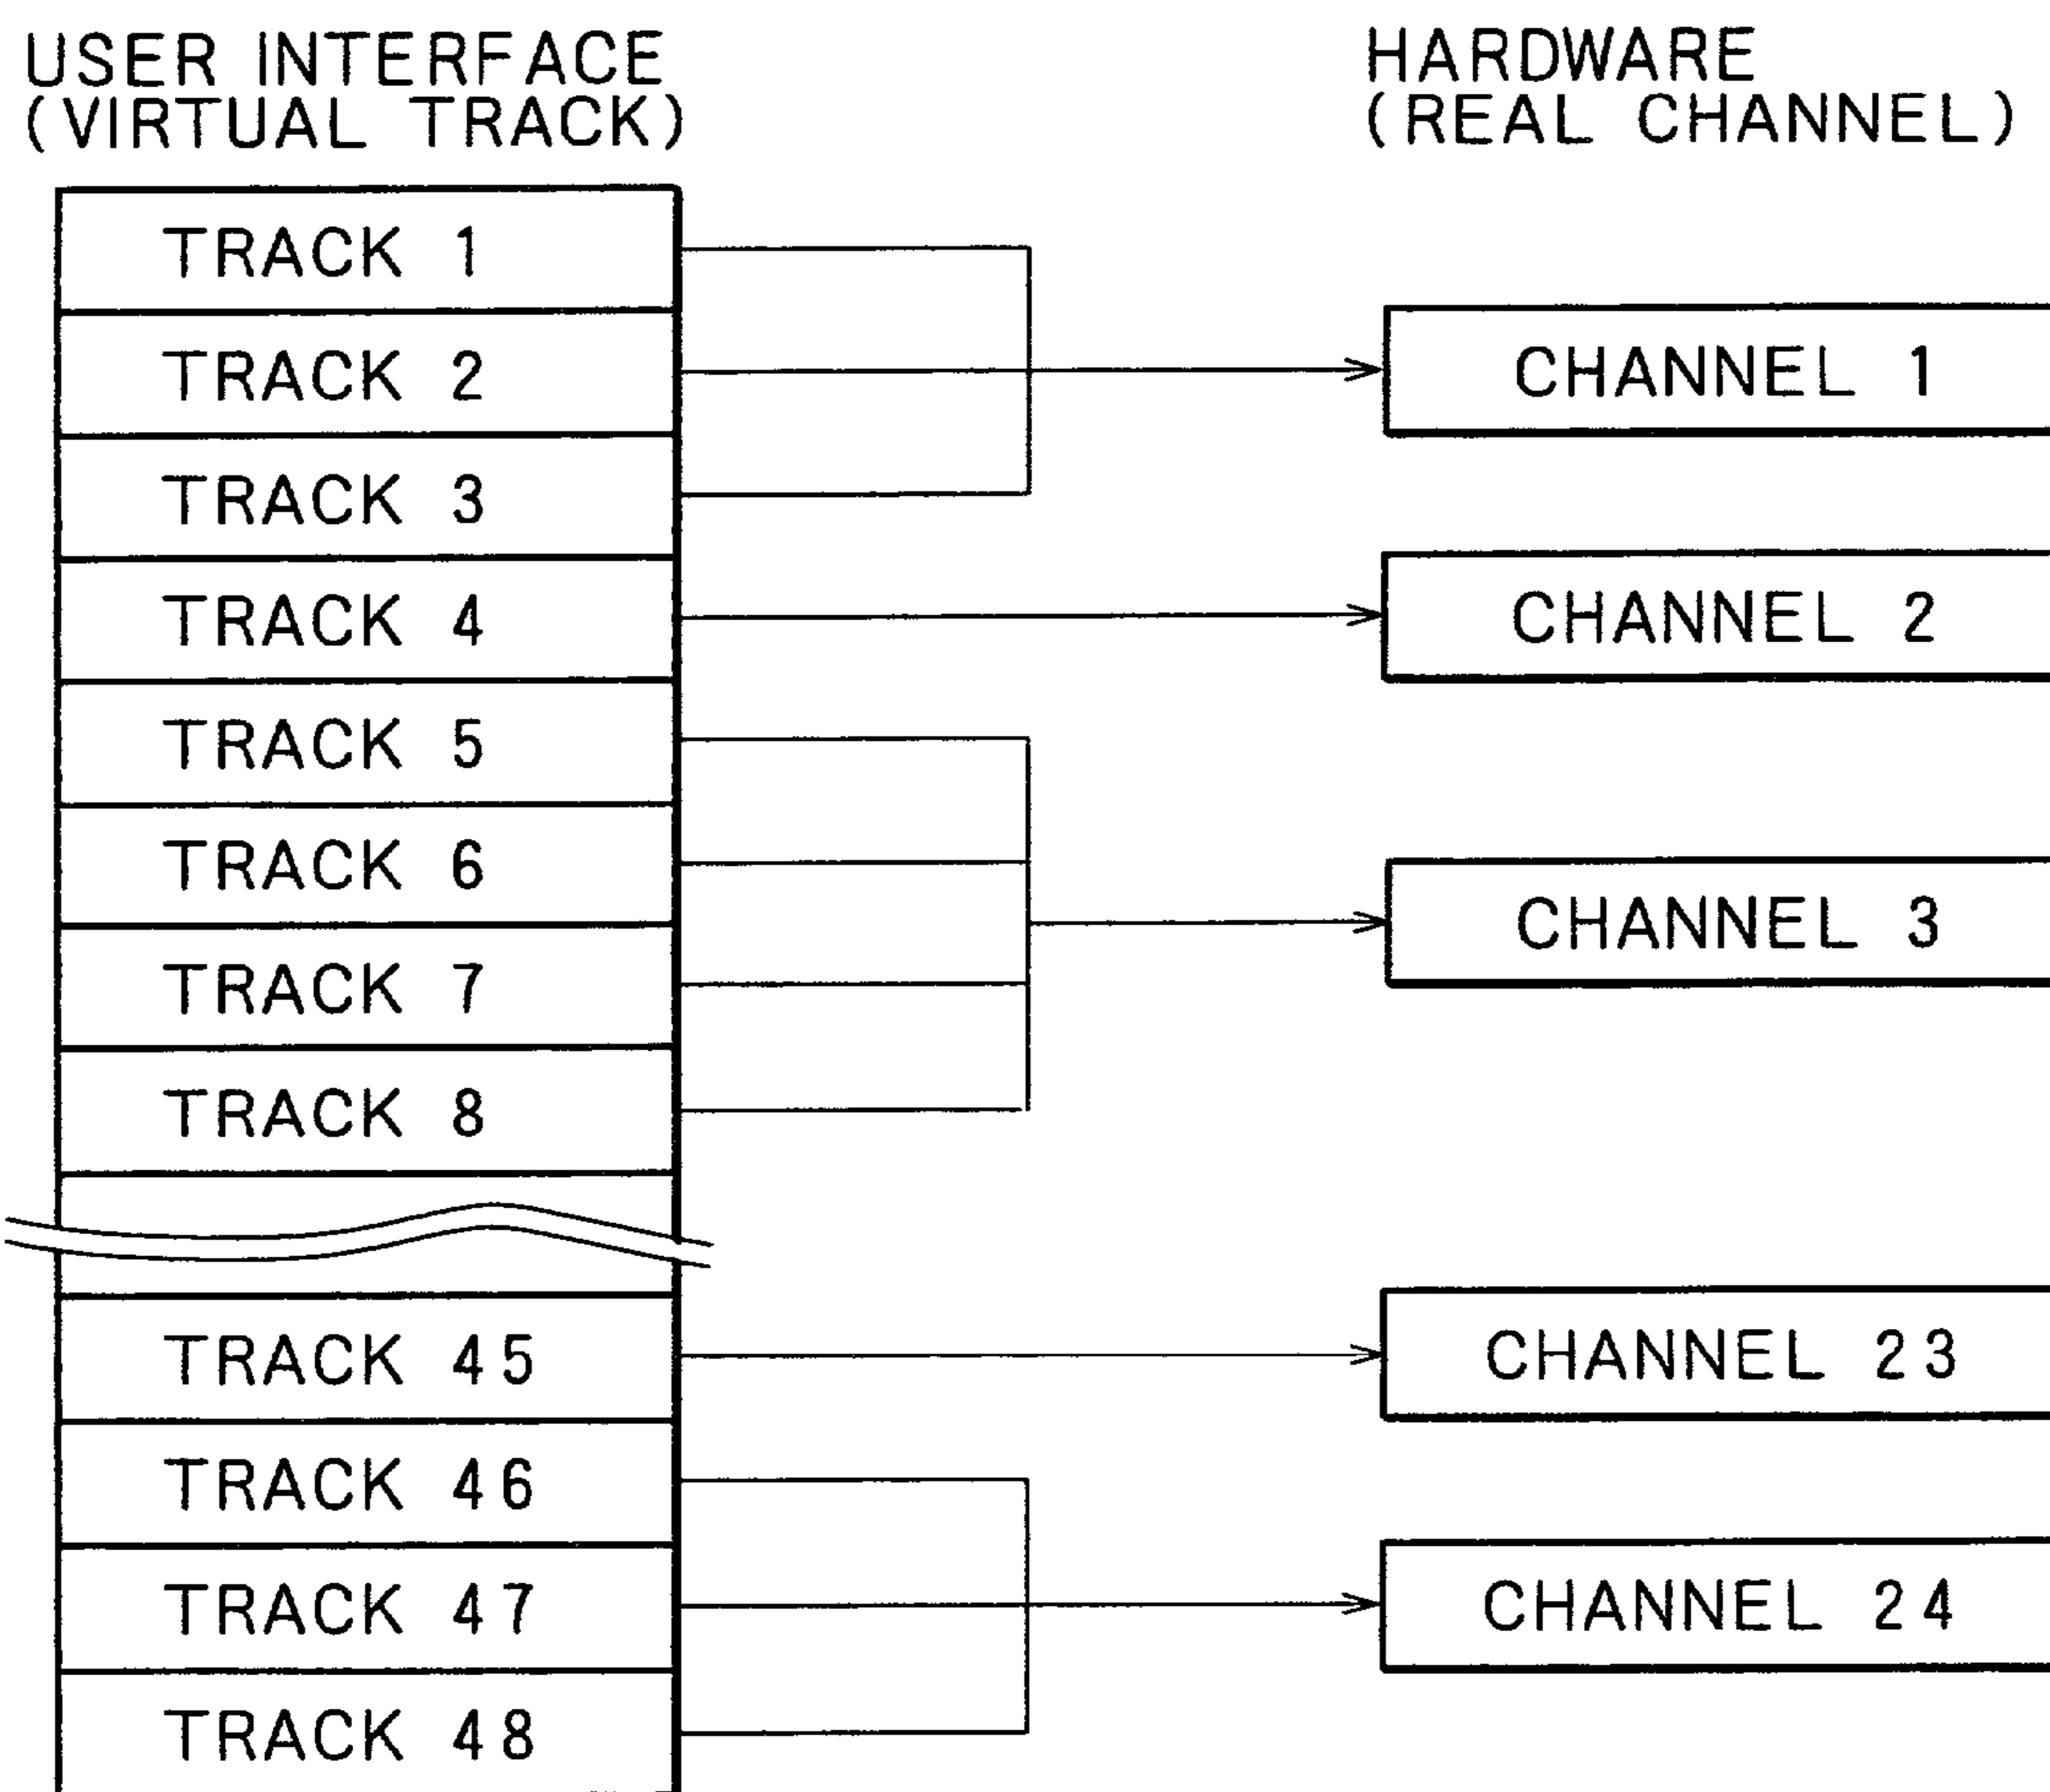 USER INTERFACE
(VIRTUAL TRACK)
HARDWARE
(REAL CHANNEL)
TRACK 1
TRACK 2
TRACK 3
TRACK 4
TRACK 5
TRACK 6
TRACK 7
TRACK 8
TRACK 45
TRACK 46
TRACK 47
TRACK 48
CHANNEL 1
CHANNEL 2
CHANNEL 3
CHANNEL 23
CHANNEL 24